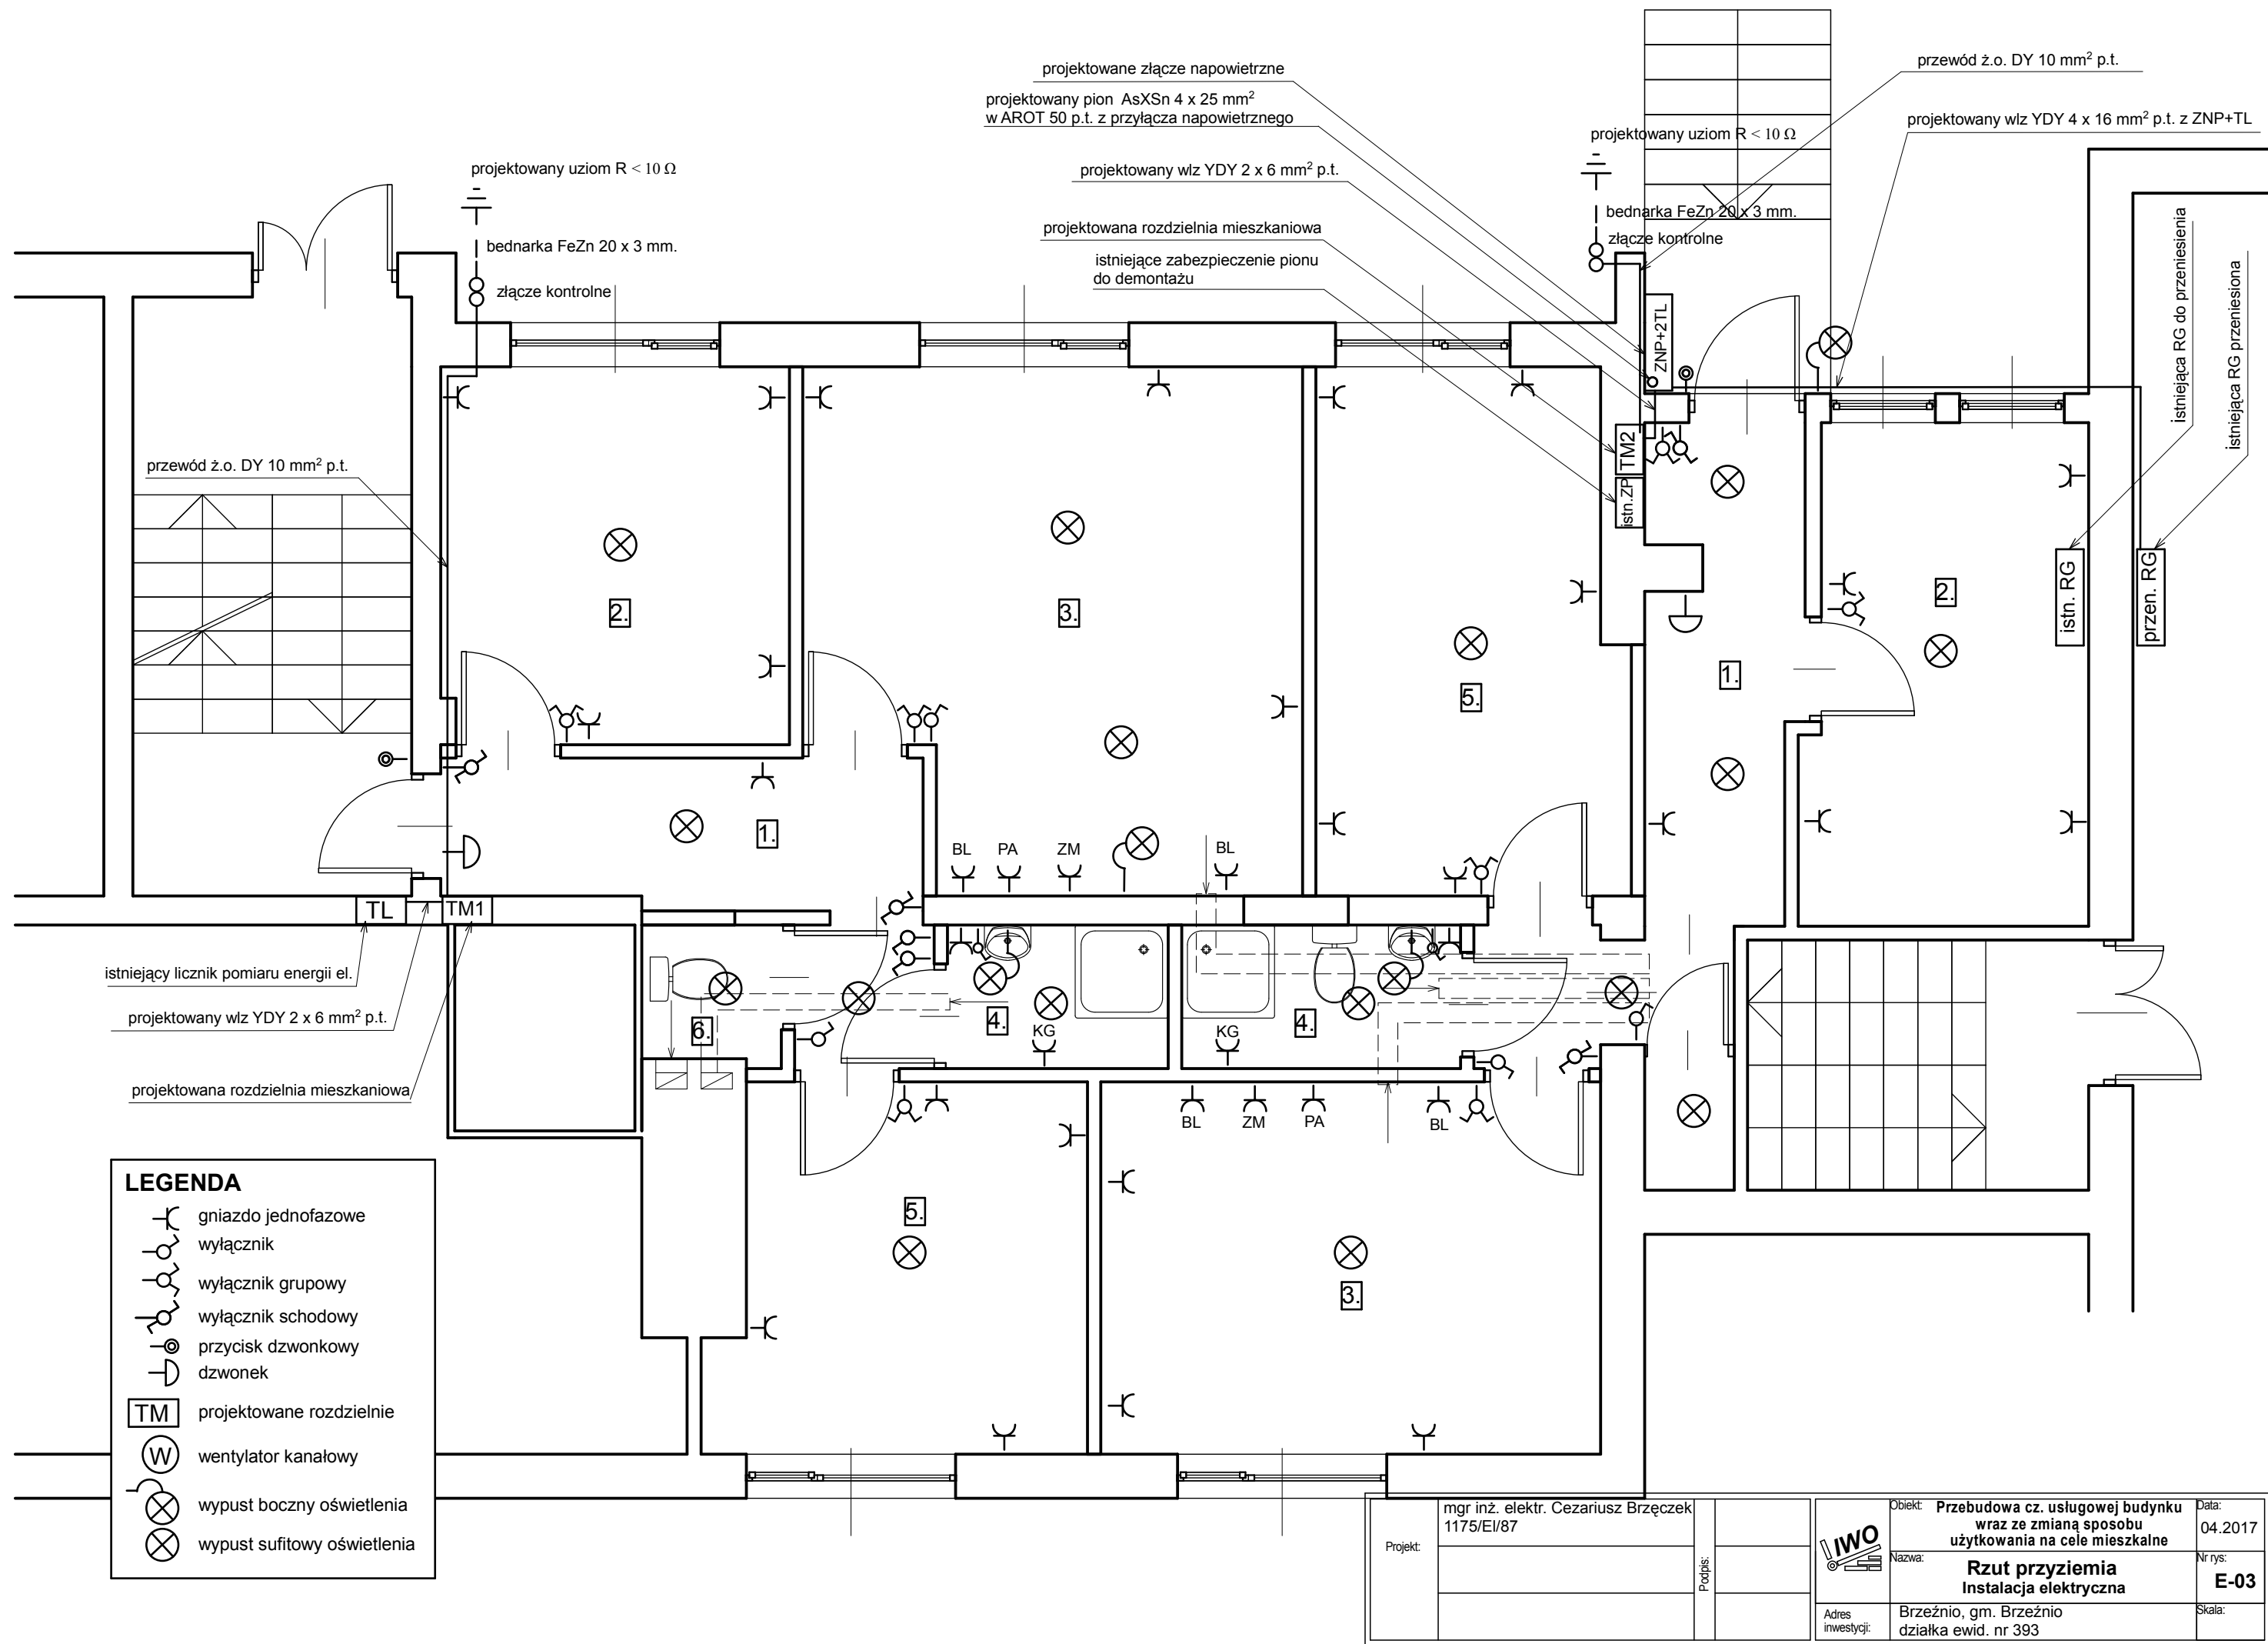 projektowane złącze napowietrzne
projektowany pion AsXSn 4 x 25 mm²
w AROT 50 p.t. z przyłącza napowietrznego
projektowany wlz YDY 2 x 6 mm² p.t.
projektowana rozdzielnia mieszkaniowa
istniejące zabezpieczenie pionu
do demontażu
przewód ż.o. DY 10 mm² p.t.
projektowany wlz YDY 4 x 16 mm² p.t. z ZNP+TL
projektowany uziom R < 10 Ω
bednarka FeZn 20 x 3 mm.
złącze kontrolne
projektowany uziom R < 10 Ω
bednarka FeZn 20 x 3 mm.
złącze kontrolne
istniejąca RG do przeniesienia
istniejąca RG przeniesiona
ZNP+2TL
TM2
istn.ZP
istn. RG
przen. RG
przewód ż.o. DY 10 mm² p.t.
2.
3.
5.
1.
2.
1.
BL
PA
ZM
BL
TL
TM1
istniejący licznik pomiaru energii el.
projektowany wlz YDY 2 x 6 mm² p.t.
projektowana rozdzielnia mieszkaniowa
6.
4.
KG
KG
4.
BL
ZM
PA
BL
5.
3.
LEGENDA
gniazdo jednofazowe
wyłącznik
wyłącznik grupowy
wyłącznik schodowy
przycisk dzwonkowy
dzwonek
TM projektowane rozdzielnie
W wentylator kanałowy
wypust boczny oświetlenia
wypust sufitowy oświetlenia
Projekt:
mgr inż. elektr. Cezariusz Brzęczek
1175/El/87
Podpis:
IWO
Obiekt: Przebudowa cz. usługowej budynku
wraz ze zmianą sposobu
użytkowania na cele mieszkalne
Data:
04.2017
Nazwa:
Rzut przyziemia
Instalacja elektryczna
Nr rys:
E-03
Adres
inwestycji:
Brzeźnio, gm. Brzeźnio
działka ewid. nr 393
Skala: